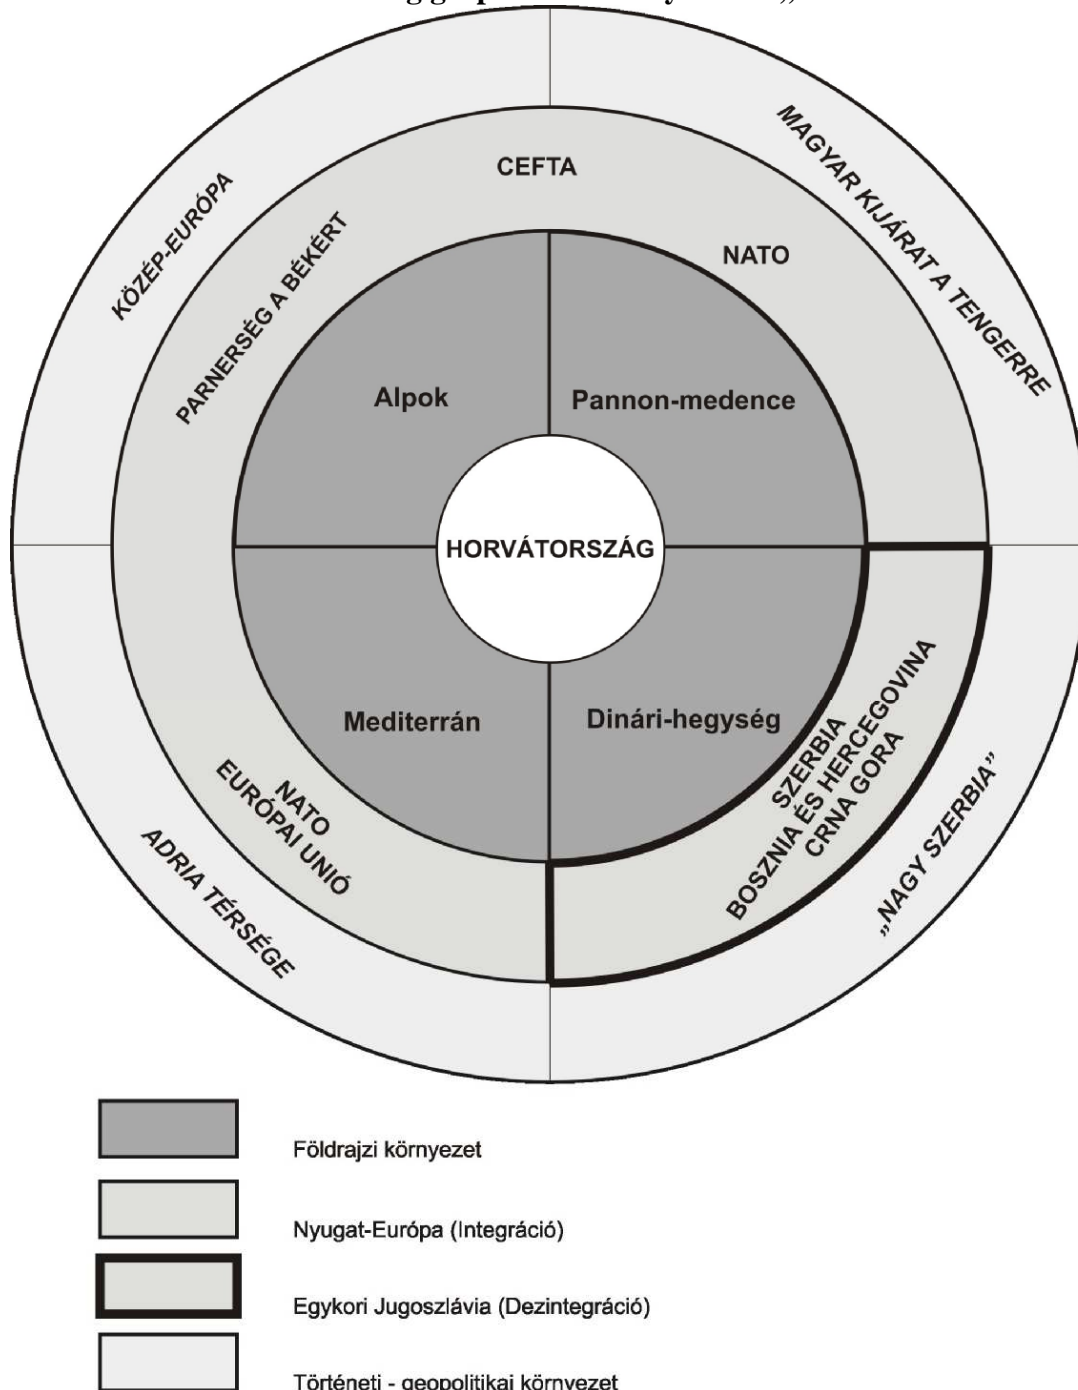 KÖZÉP-EURÓPA
MAGYAR KIJÁRAT A TENGERRE
CEFTA
PARNERSÉG A BÉKÉRT
NATO
Alpok
Pannon-medence
HORVÁTORSZÁG
Mediterrán
Dinári-hegység
NATO
EURÓPAI UNIÓ
SZERBIA
BOSZNIA ÉS HERCEGOVINA
CRNA GORA
ADRIA TÉRSÉGE
„NAGY SZERBIA”
Földrajzi környezet
Nyugat-Európa (Integráció)
Egykori Jugoszlávia (Dezintegráció)
Történeti - geopolitikai környezet